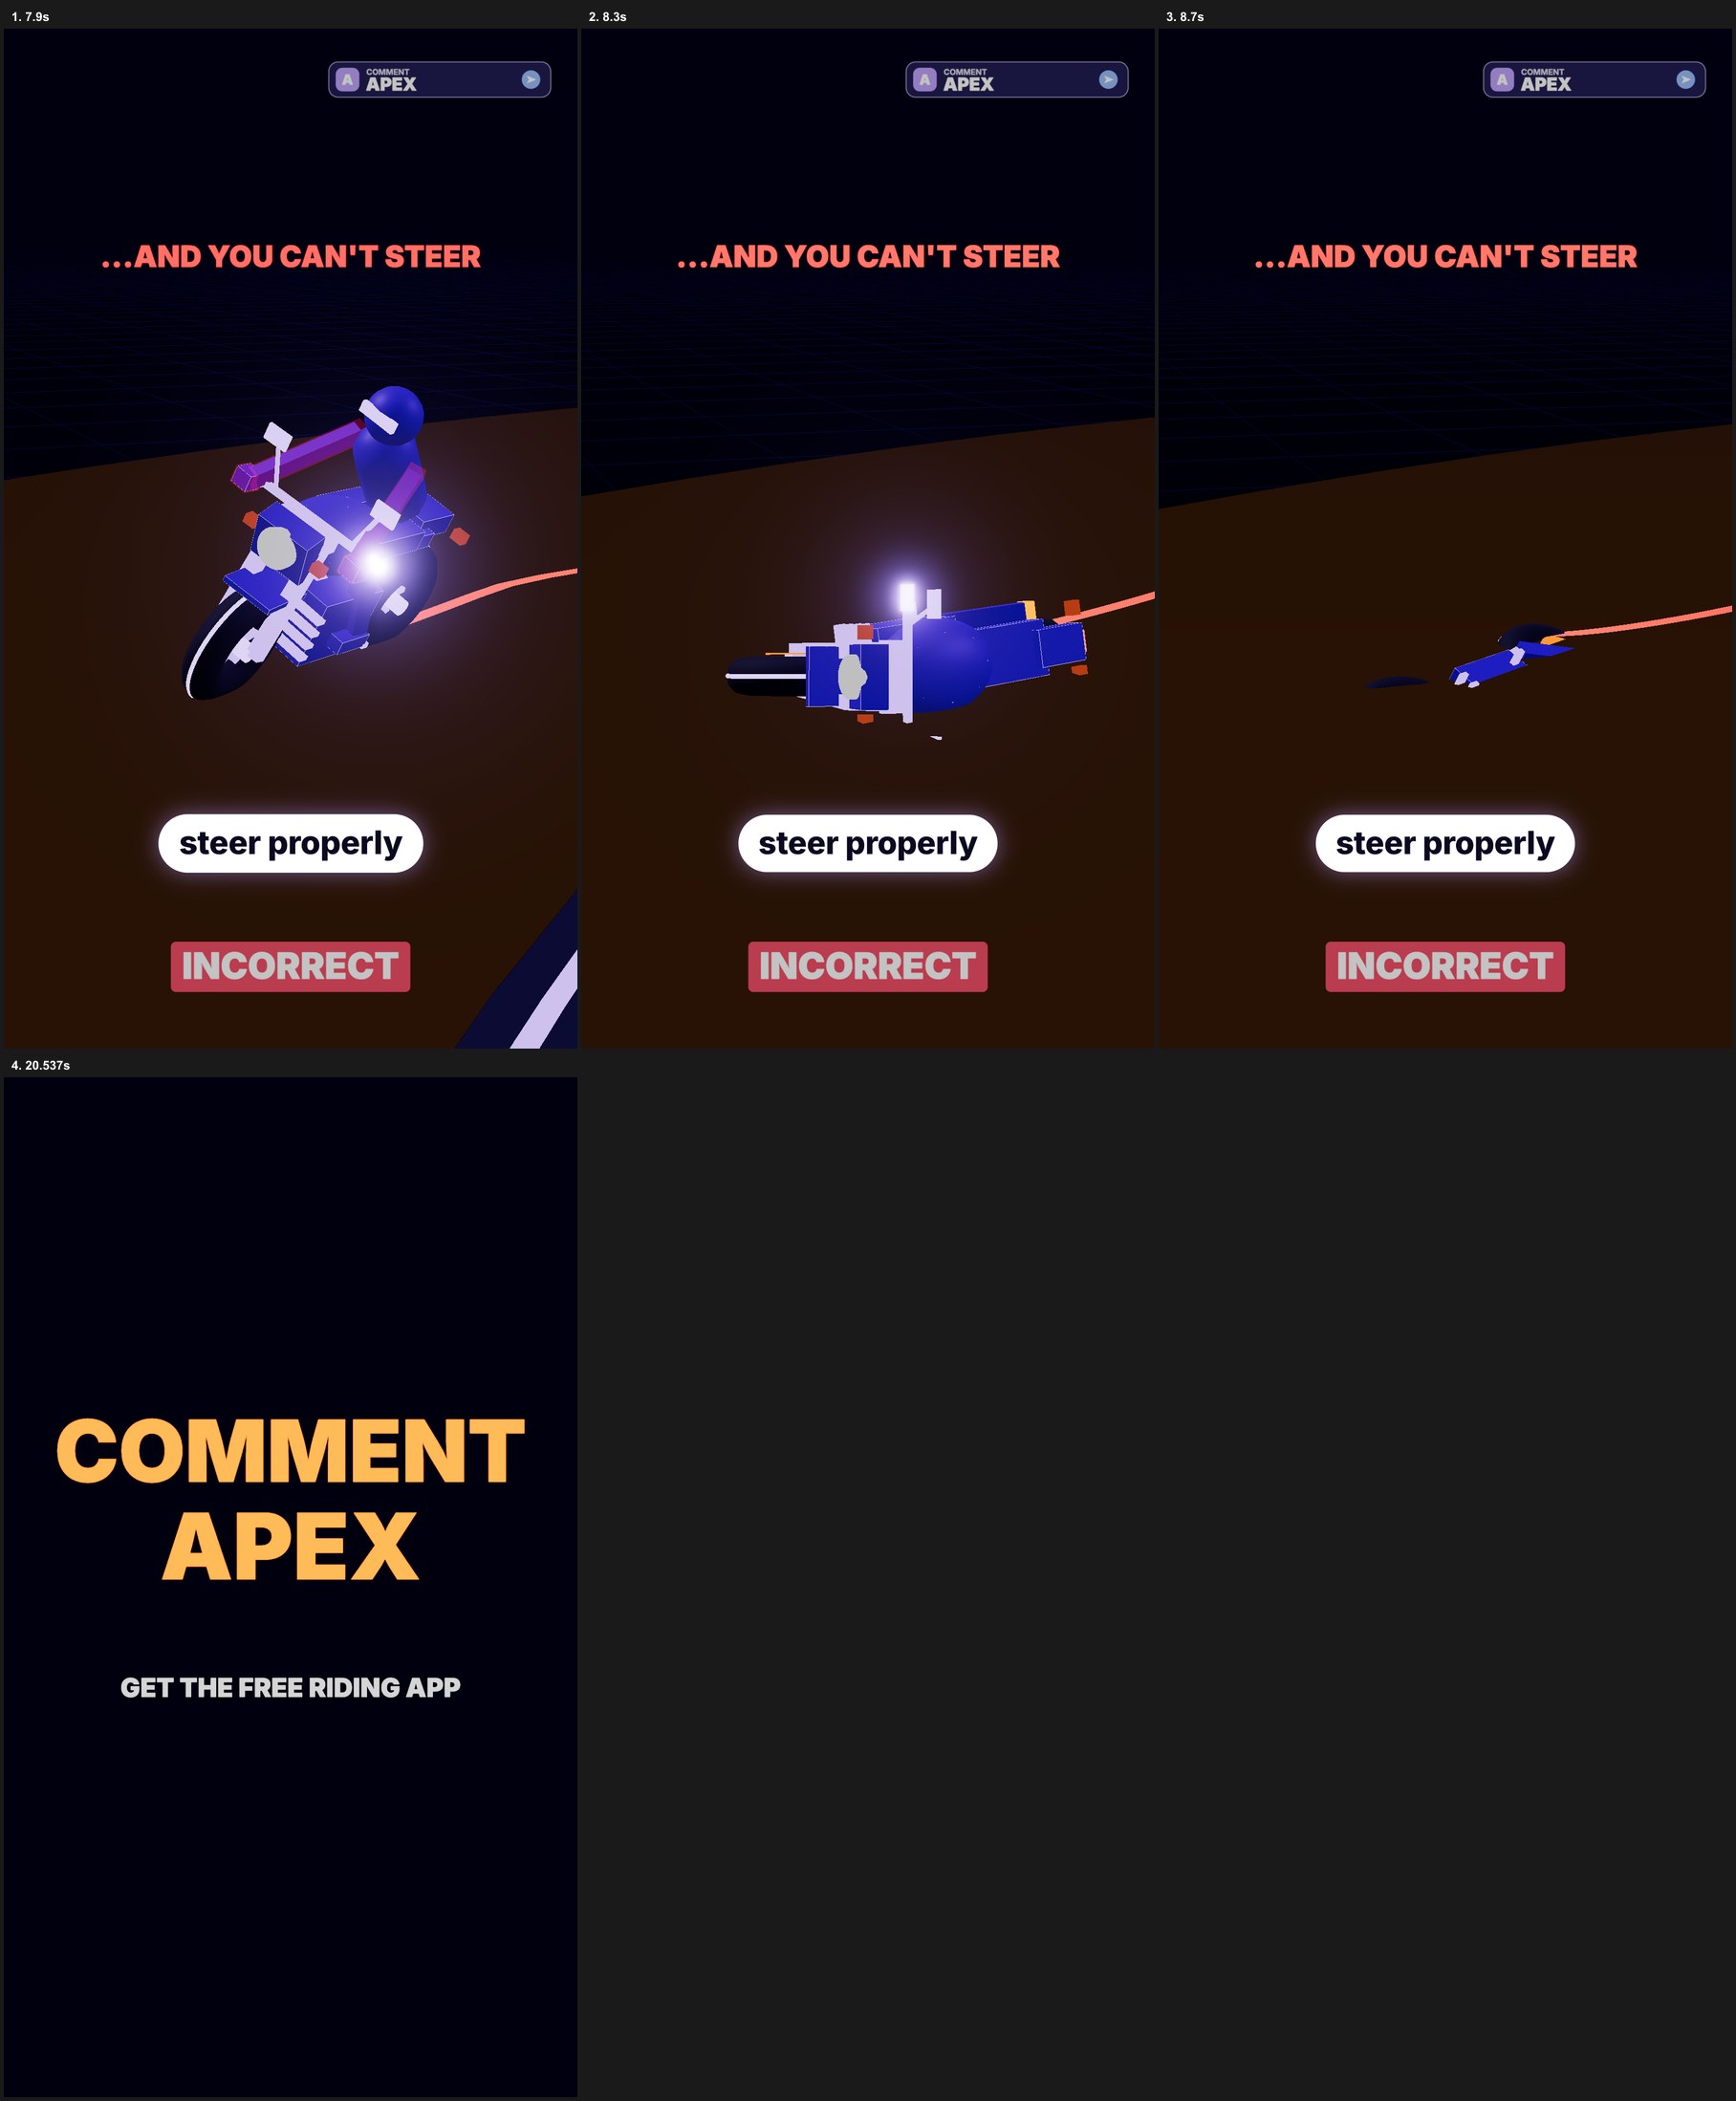 1. 7.9s
A
COMMENT
APEX
...AND YOU CAN'T STEER
steer properly
INCORRECT
2. 8.3s
A
COMMENT
APEX
...AND YOU CAN'T STEER
steer properly
INCORRECT
3. 8.7s
A
COMMENT
APEX
...AND YOU CAN'T STEER
steer properly
INCORRECT
4. 20.537s
COMMENT
APEX
GET THE FREE RIDING APP